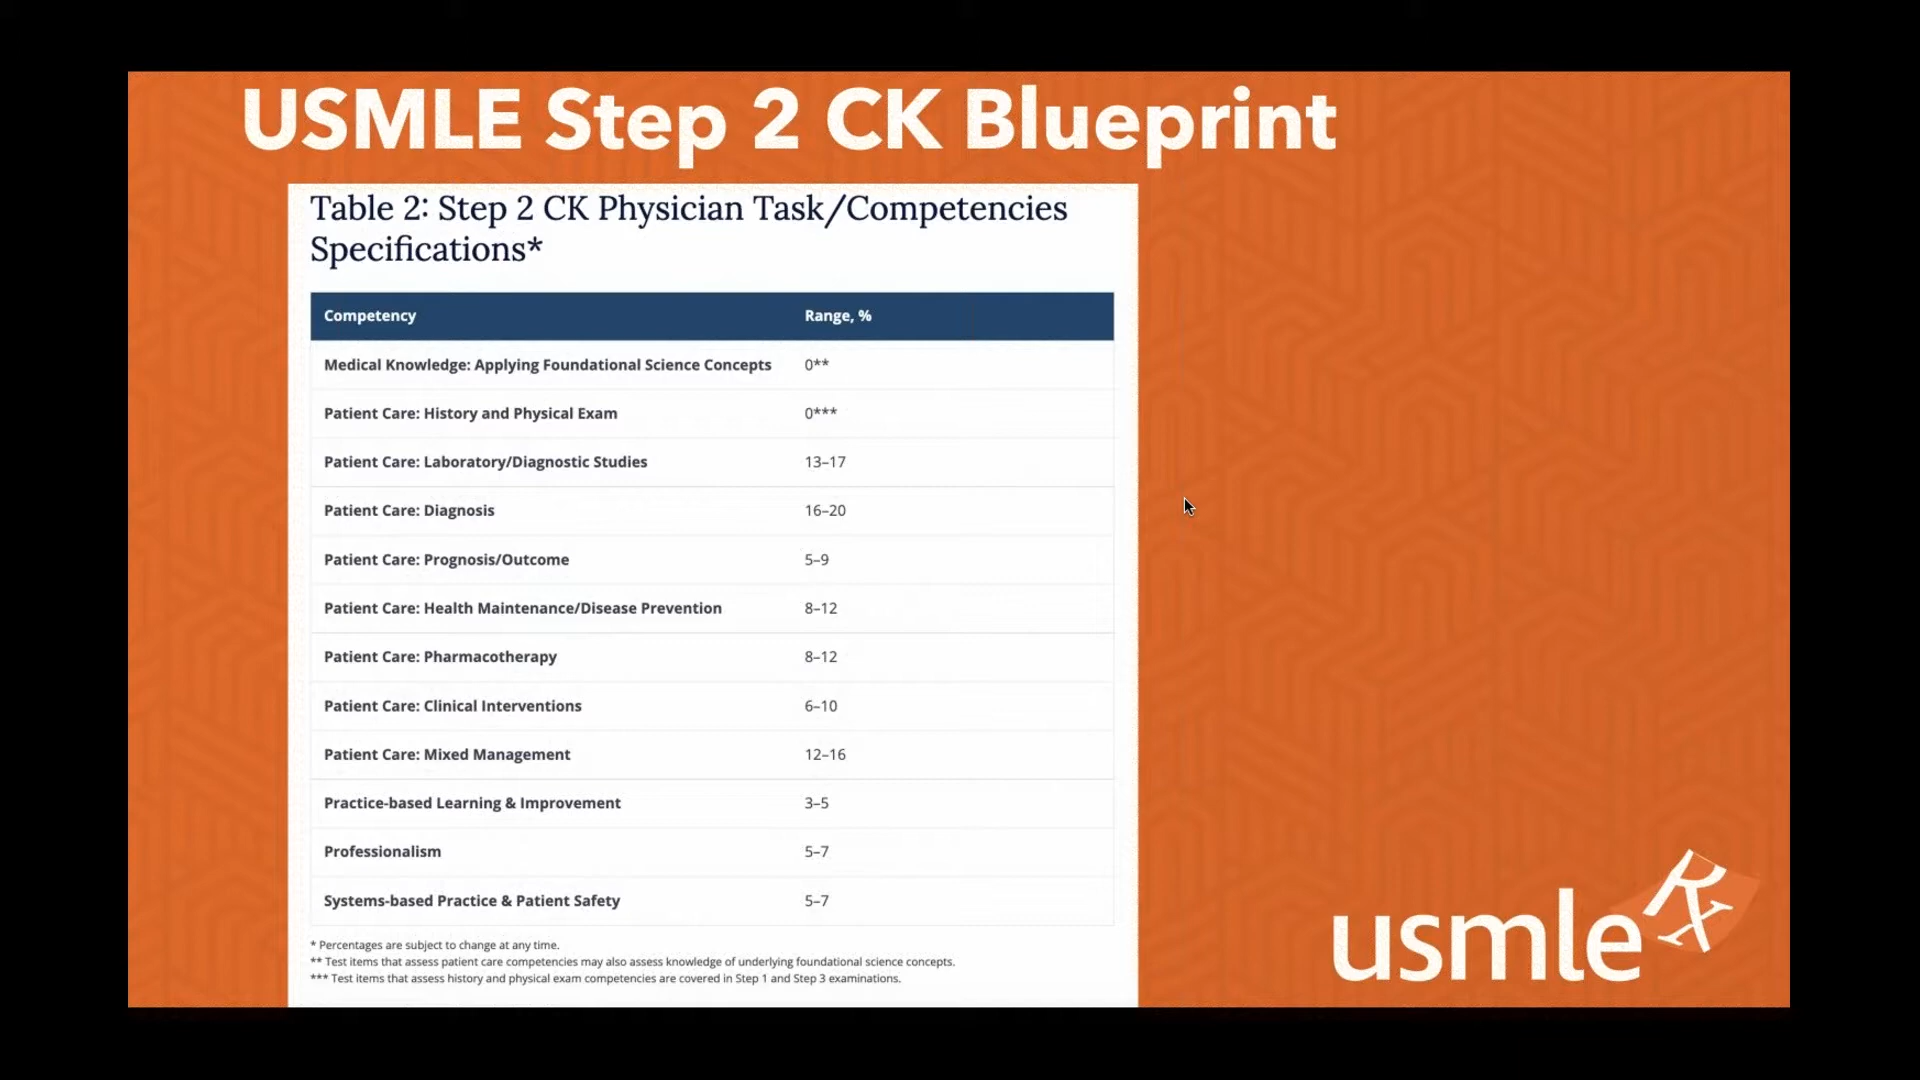 USMLE Step 2 CK Blueprint
Table 2: Step 2 CK Physician Task/Competencies
Specifications*
Competency Range, %
Medical Knowledge: Applying Foundational Science Concepts 0**
Patient Care: History and Physical Exam 0***
Patient Care: Laboratory/Diagnostic Studies 13–17
Patient Care: Diagnosis 16–20
Patient Care: Prognosis/Outcome 5–9
Patient Care: Health Maintenance/Disease Prevention 8–12
Patient Care: Pharmacotherapy 8–12
Patient Care: Clinical Interventions 6–10
Patient Care: Mixed Management 12–16
Practice-based Learning & Improvement 3–5
Professionalism 5–7
Systems-based Practice & Patient Safety 5–7
* Percentages are subject to change at any time.
** Test items that assess patient care competencies may also assess knowledge of underlying foundational science concepts.
*** Test items that assess history and physical exam competencies are covered in Step 1 and Step 3 examinations.
usmle Rx